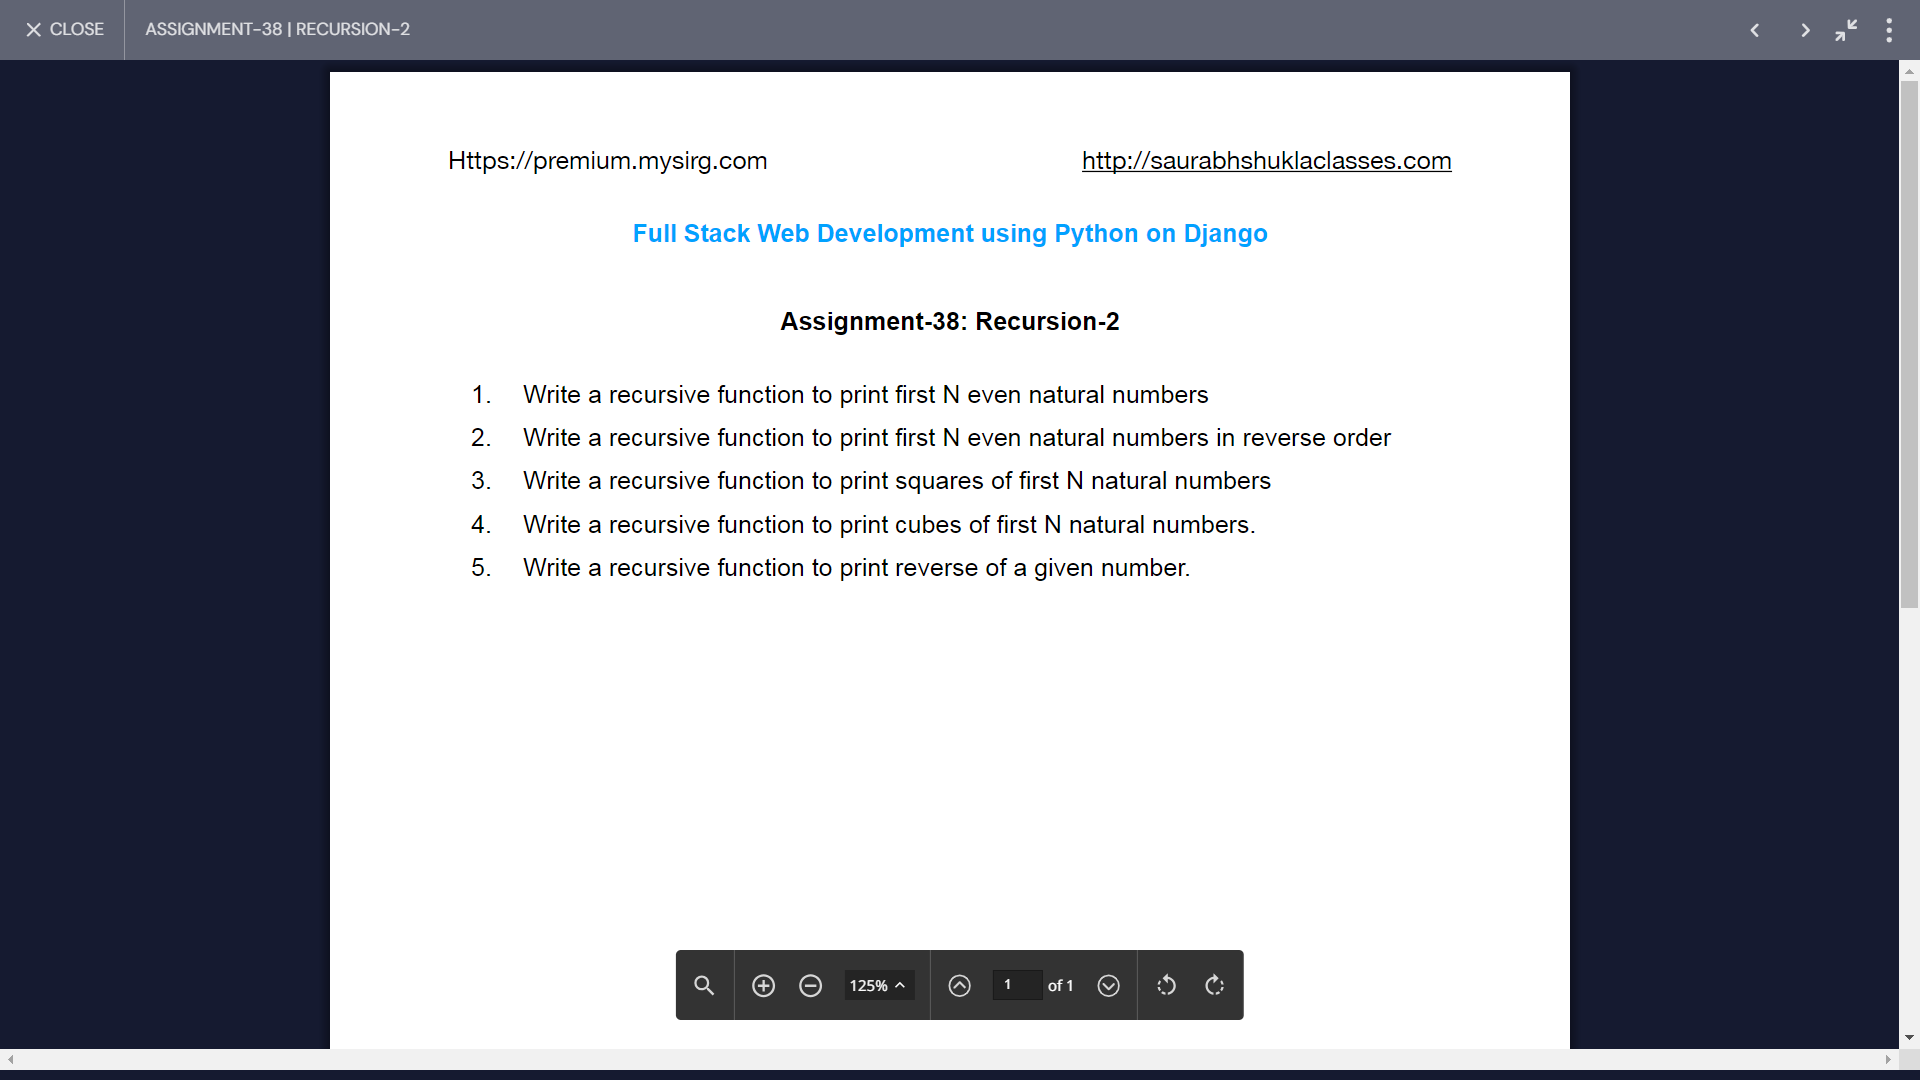 CLOSE
ASSIGNMENT-38 | RECURSION-2
Https://premium.mysirg.com
http://saurabhshuklaclasses.com
Full Stack Web Development using Python on Django
Assignment-38: Recursion-2
1. Write a recursive function to print first N even natural numbers
2. Write a recursive function to print first N even natural numbers in reverse order
3. Write a recursive function to print squares of first N natural numbers
4. Write a recursive function to print cubes of first N natural numbers.
5. Write a recursive function to print reverse of a given number.
125%
1 of 1